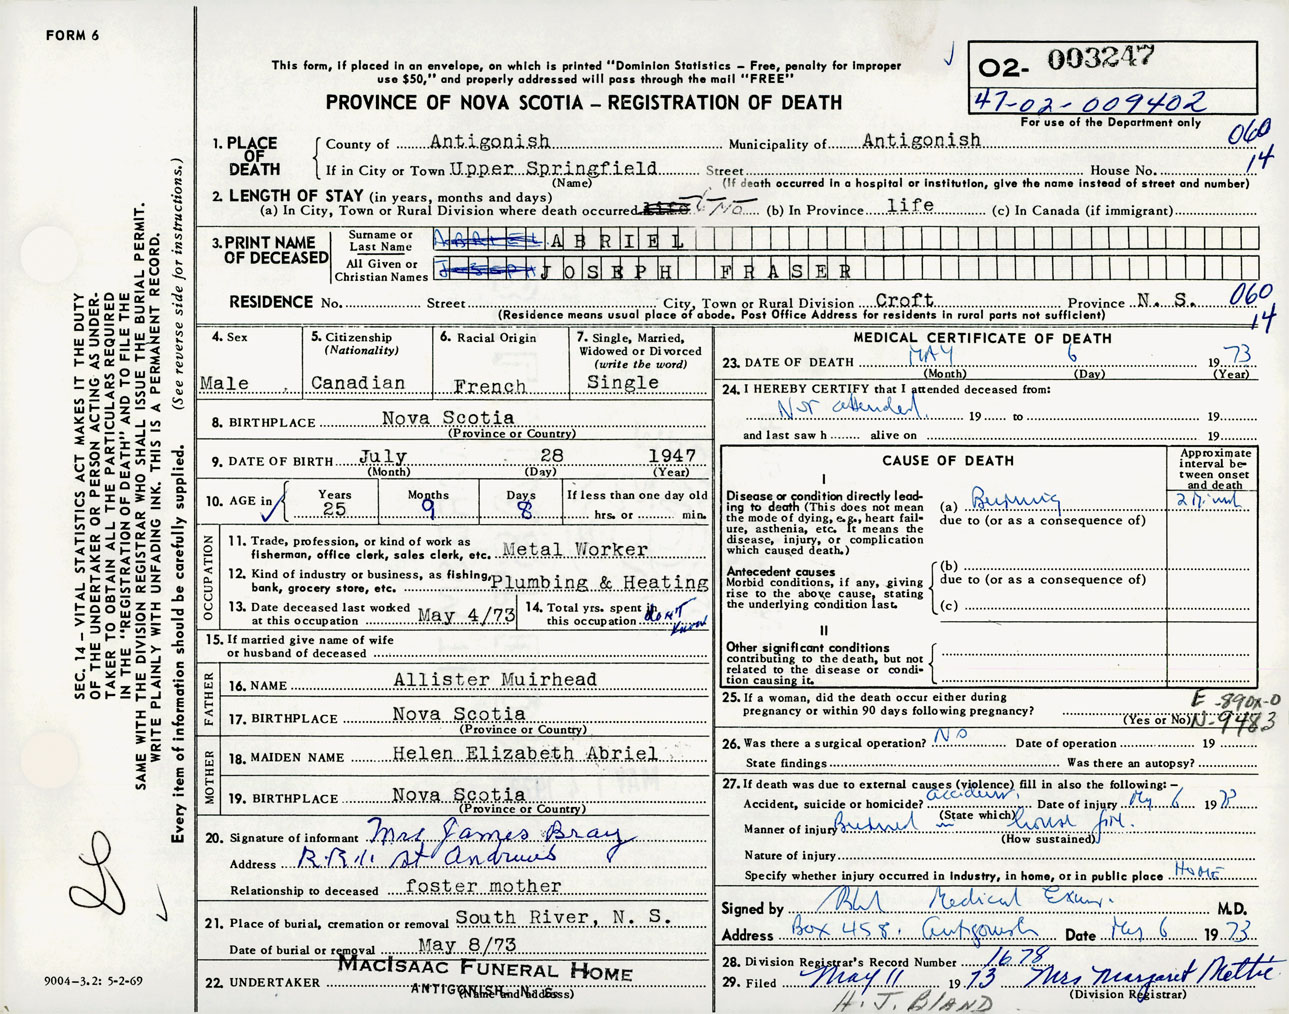 FORM 6
This form, if placed in an envelope, on which is printed "Dominion Statistics – Free, penalty for improper
use $50," and properly addressed will pass through the mail "FREE"
PROVINCE OF NOVA SCOTIA – REGISTRATION OF DEATH
O2- 003247
47-02-009402
For use of the Department only
060
14
1. PLACE OF DEATH
County of Antigonish Municipality of Antigonish
If in City or Town Upper Springfield Street House No.
(Name) (If death occurred in a hospital or institution, give the name instead of street and number)
2. LENGTH OF STAY (in years, months and days)
(a) In City, Town or Rural Division where death occurred life NO (b) In Province life (c) In Canada (if immigrant)
3. PRINT NAME OF DECEASED
Surname or Last Name ABRIEL
All Given or Christian Names JOSEPH FRASER
RESIDENCE No. Street City, Town or Rural Division Croft Province N. S. 060
(Residence means usual place of abode. Post Office Address for residents in rural parts not sufficient) 14
4. Sex
Male
5. Citizenship
(Nationality)
Canadian
6. Racial Origin
French
7. Single, Married,
Widowed or Divorced
(write the word)
Single
8. BIRTHPLACE Nova Scotia
(Province or Country)
9. DATE OF BIRTH July 28 1947
(Month) (Day) (Year)
10. AGE in
Years Months Days If less than one day old
25 9 8 hrs. or min.
OCCUPATION
11. Trade, profession, or kind of work as
fisherman, office clerk, sales clerk, etc. Metal Worker
12. Kind of industry or business, as fishing,
bank, grocery store, etc. Plumbing & Heating
13. Date deceased last worked
at this occupation May 4/73
14. Total yrs. spent in
this occupation don't know
15. If married give name of wife
or husband of deceased
FATHER
16. NAME Allister Muirhead
17. BIRTHPLACE Nova Scotia
(Province or Country)
MOTHER
18. MAIDEN NAME Helen Elizabeth Abriel
19. BIRTHPLACE Nova Scotia
(Province or Country)
20. Signature of informant Mrs James Bray
Address R.R.#1. St Andrews
Relationship to deceased foster mother
21. Place of burial, cremation or removal South River, N. S.
Date of burial or removal May 8/73
22. UNDERTAKER MACISAAC FUNERAL HOME
ANTIGONISH, N. S.
(Name and address)
MEDICAL CERTIFICATE OF DEATH
23. DATE OF DEATH MAY 6 1973
(Month) (Day) (Year)
24. I HEREBY CERTIFY that I attended deceased from:
Not attended 19 to 19
and last saw h alive on 19
CAUSE OF DEATH
Approximate
interval be-
tween onset
and death
I
Disease or condition directly lead-
ing to death (This does not mean
the mode of dying, e.g., heart fail-
ure, asthenia, etc. It means the
disease, injury, or complication
which caused death.)
(a) Burning
due to (or as a consequence of)
Antecedent causes
Morbid conditions, if any, giving
rise to the above cause, stating
the underlying condition last.
(b)
due to (or as a consequence of)
(c)
II
Other significant conditions
contributing to the death, but not
related to the disease or condi-
tion causing it.
25. If a woman, did the death occur either during
pregnancy or within 90 days following pregnancy?
(Yes or No)
N-9483
26. Was there a surgical operation? NO Date of operation 19
State findings Was there an autopsy?
27. If death was due to external causes (violence) fill in also the following: –
Accident, suicide or homicide? accident. Date of injury May 6 1973
(State which)
Manner of injury Burned in house fire.
(How sustained)
Nature of injury
Specify whether injury occurred in industry, in home, or in public place Home
Signed by Medical Exam. M.D.
Address Box 458. Antigonish Date May 6 1973
28. Division Registrar's Record Number 1678
29. Filed May 11 1973 Mrs Margaret Mettie
(Division Registrar)
H. J. BLAND
SEC. 14 – VITAL STATISTICS ACT MAKES IT THE DUTY
OF THE UNDERTAKER OR PERSON ACTING AS UNDER-
TAKER TO OBTAIN ALL THE PARTICULARS REQUIRED
IN THE "REGISTRATION OF DEATH" AND TO FILE THE
SAME WITH THE DIVISION REGISTRAR WHO SHALL ISSUE THE BURIAL PERMIT.
WRITE PLAINLY WITH UNFADING INK. THIS IS A PERMANENT RECORD.
Every item of information should be carefully supplied. (See reverse side for instructions.)
9004-3.2: 5-2-69